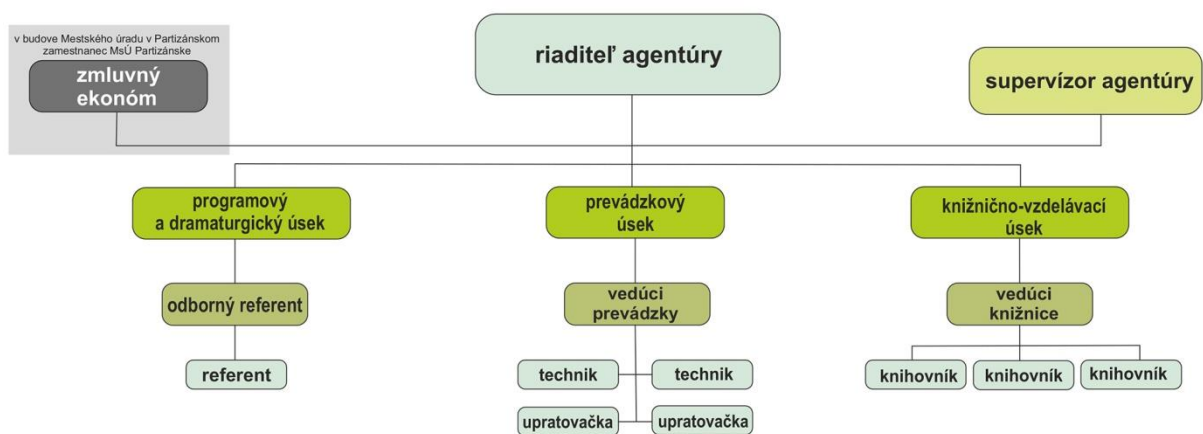 v budove Mestského úradu v Partizánskom
zamestnanec MsÚ Partizánske
zmluvný
ekonóm
riaditeľ agentúry
supervízor agentúry
programový
a dramaturgický úsek
prevádzkový
úsek
knižnično-vzdelávací
úsek
odborný referent
vedúci
prevádzky
vedúci
knižnice
referent
technik
technik
upratovačka
upratovačka
knihovník
knihovník
knihovník